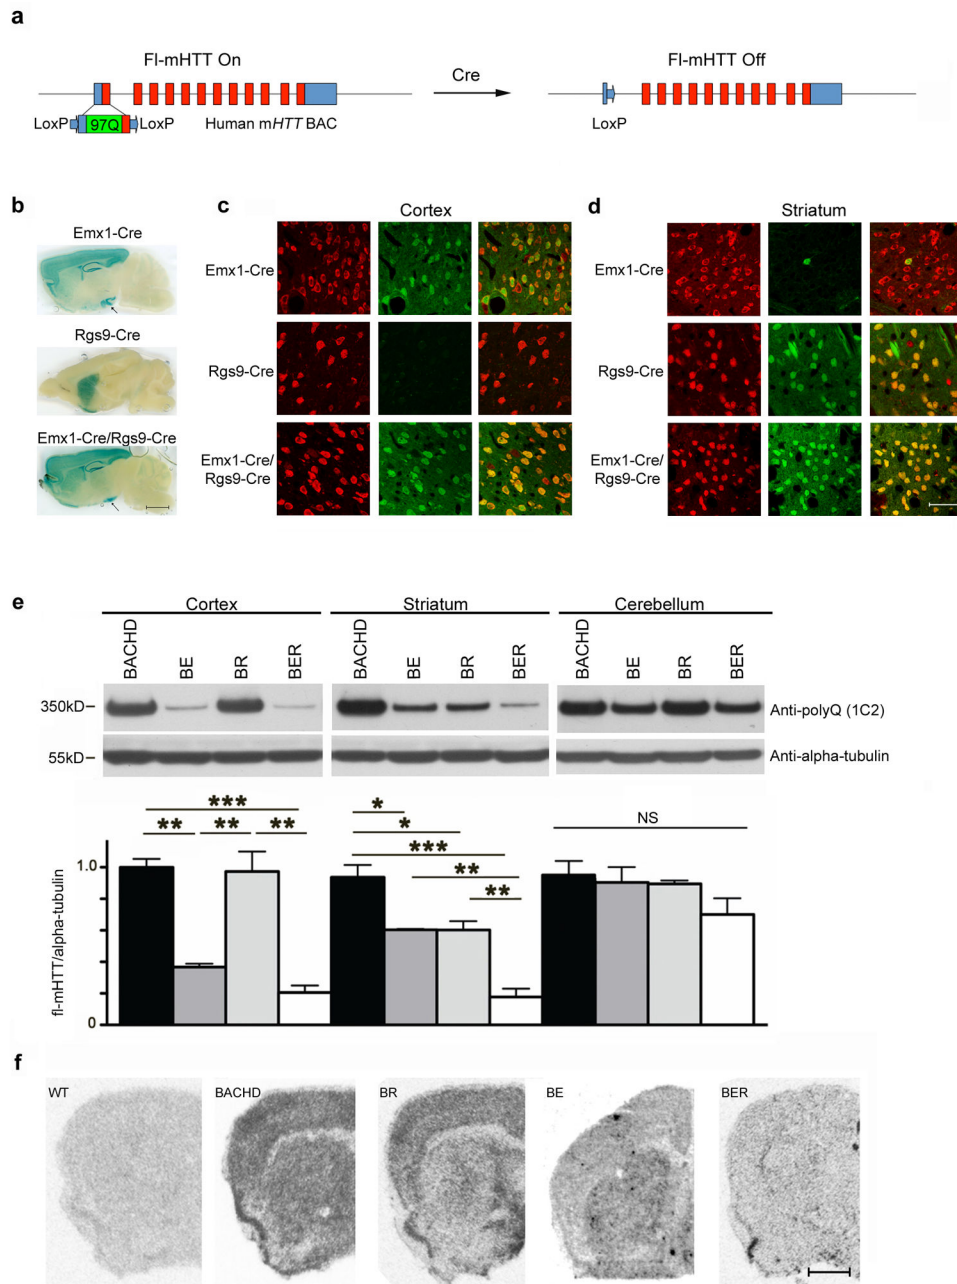 a
Fl-mHTT On
Fl-mHTT Off
Cre
LoxP
97Q
LoxP
Human mHTT BAC
LoxP
b
Emx1-Cre
Rgs9-Cre
Emx1-Cre/Rgs9-Cre
c
Cortex
Emx1-Cre
Rgs9-Cre
Emx1-Cre/
Rgs9-Cre
d
Striatum
Emx1-Cre
Rgs9-Cre
Emx1-Cre/
Rgs9-Cre
e
Cortex
Striatum
Cerebellum
BACHD
BE
BR
BER
BACHD
BE
BR
BER
BACHD
BE
BR
BER
350kD
Anti-polyQ (1C2)
55kD
Anti-alpha-tubulin
***
** ** **
*
*
***
**
**
NS
fl-mHTT/alpha-tubulin
1.0
0
f
WT
BACHD
BR
BE
BER